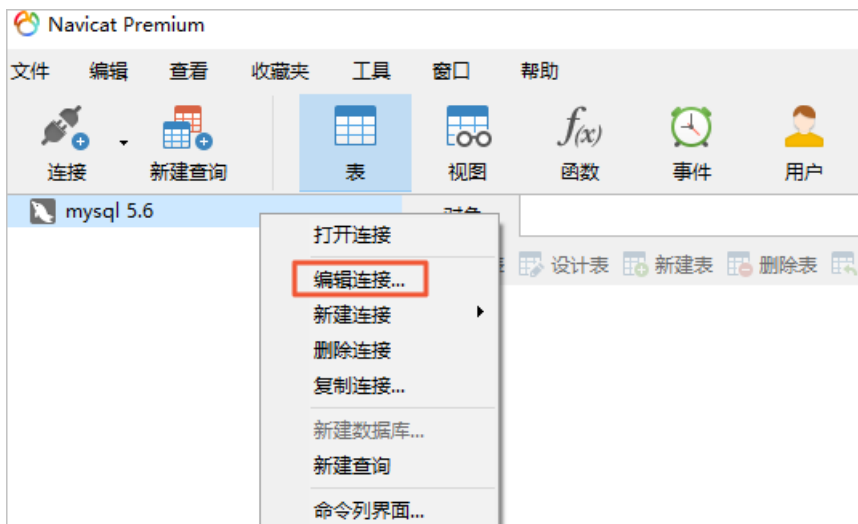 Navicat Premium
文件 编辑 查看 收藏夹 工具 窗口 帮助
f(x)
连接 新建查询 表 视图 函数 事件 用户
mysql 5.6
打开连接
设计表 新建表 删除表
编辑连接...
新建连接
删除连接
复制连接...
新建数据库...
新建查询
命令列界面...